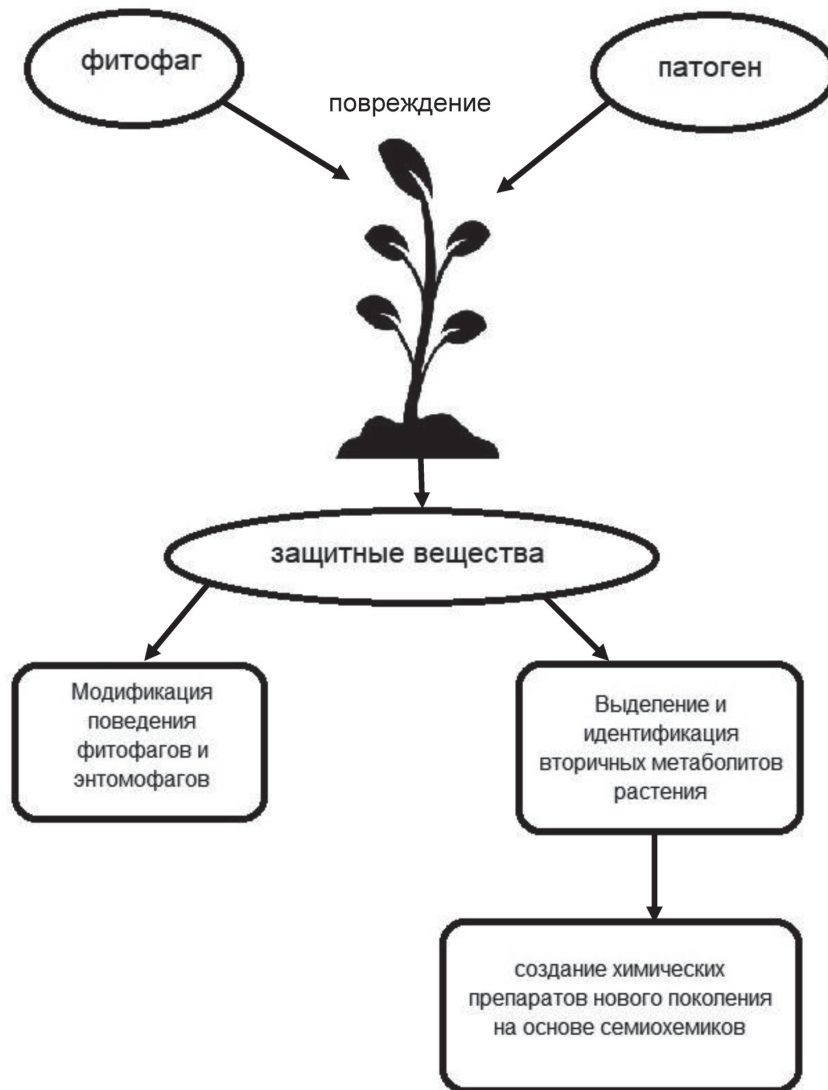 фитофаг
патоген
повреждение
защитные вещества
Модификация
поведения
фитофагов и
энтомофагов
Выделение и
идентификация
вторичных метаболитов
растения
создание химических
препаратов нового поколения
на основе семиохемиков